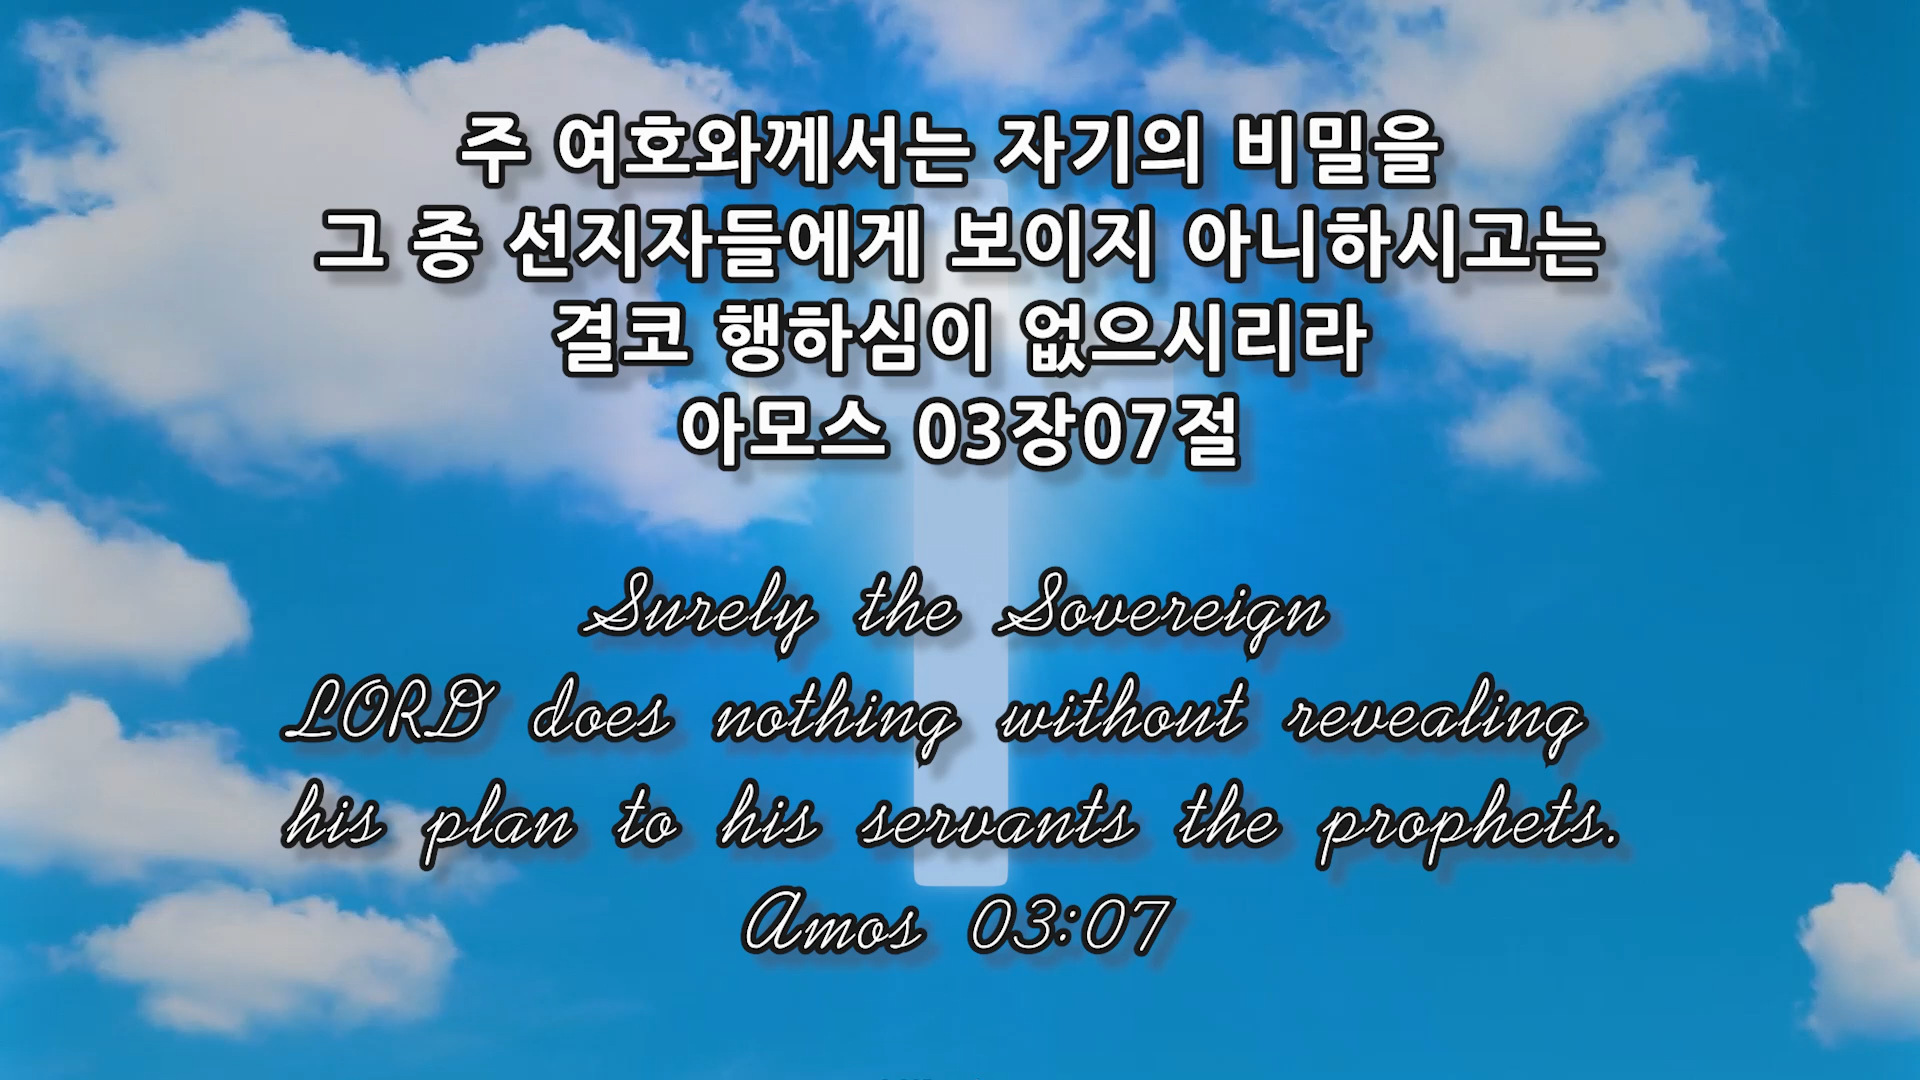 주 여호와께서는 자기의 비밀을
그 종 선지자들에게 보이지 아니하시고는
결코 행하심이 없으시리라
아모스 03장07절
Surely the Sovereign
LORD does nothing without revealing
his plan to his servants the prophets.
Amos 03:07